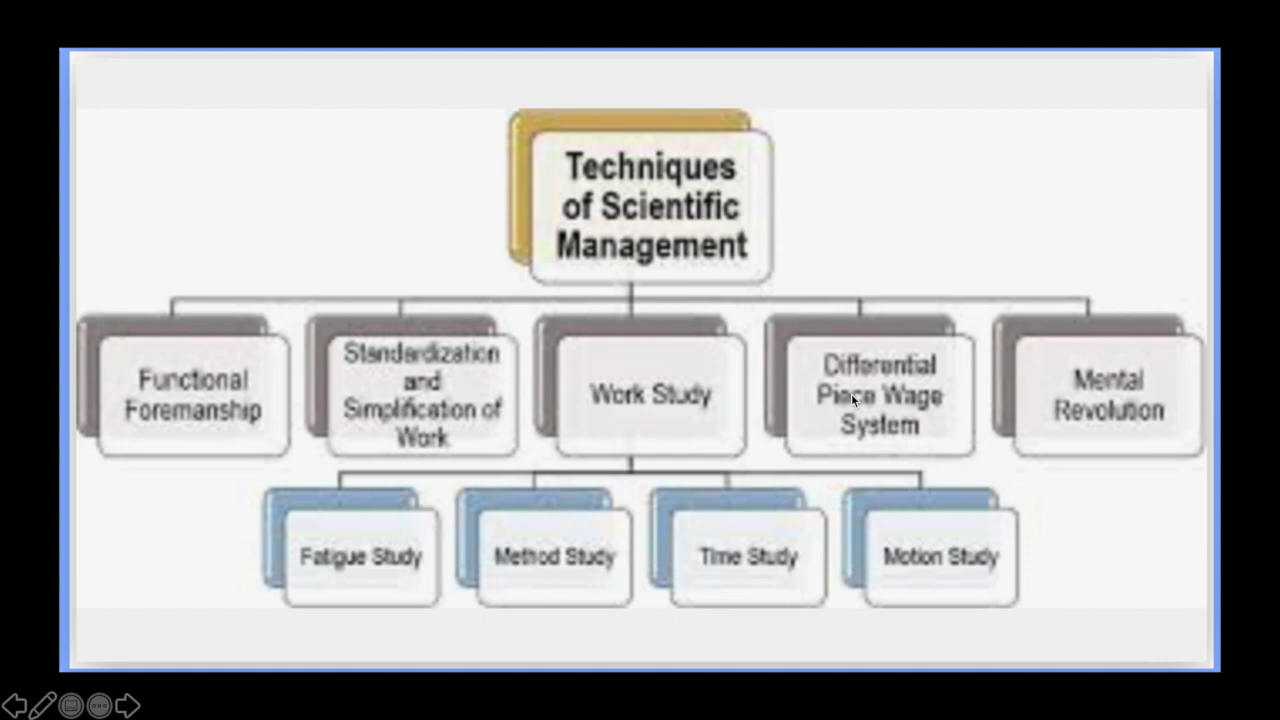 Techniques
of Scientific
Management
Functional
Foremanship
Standardization
and
Simplification of
Work
Work Study
Differential
Piece Wage
System
Mental
Revolution
Fatigue Study
Method Study
Time Study
Motion Study